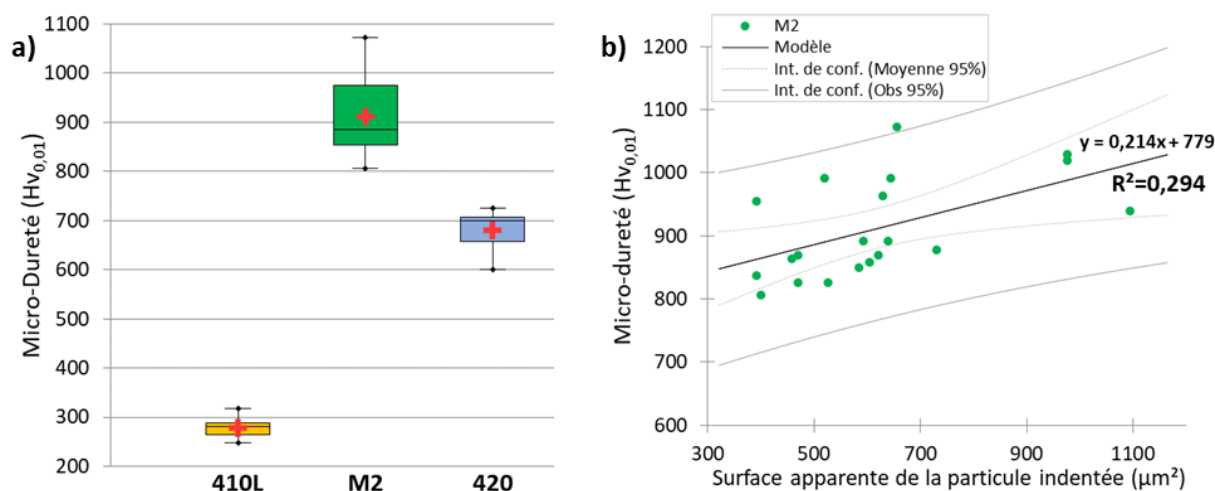 a)
Micro-Dureté (Hv0,01)
1100
1000
900
800
700
600
500
400
300
200
410L M2 420
b)
M2
Modèle
Int. de conf. (Moyenne 95%)
Int. de conf. (Obs 95%)
Micro-dureté (Hv0,01)
1200
1100
1000
900
800
700
600
y = 0,214x + 779
R²=0,294
300 500 700 900 1100
Surface apparente de la particule indentée (µm²)